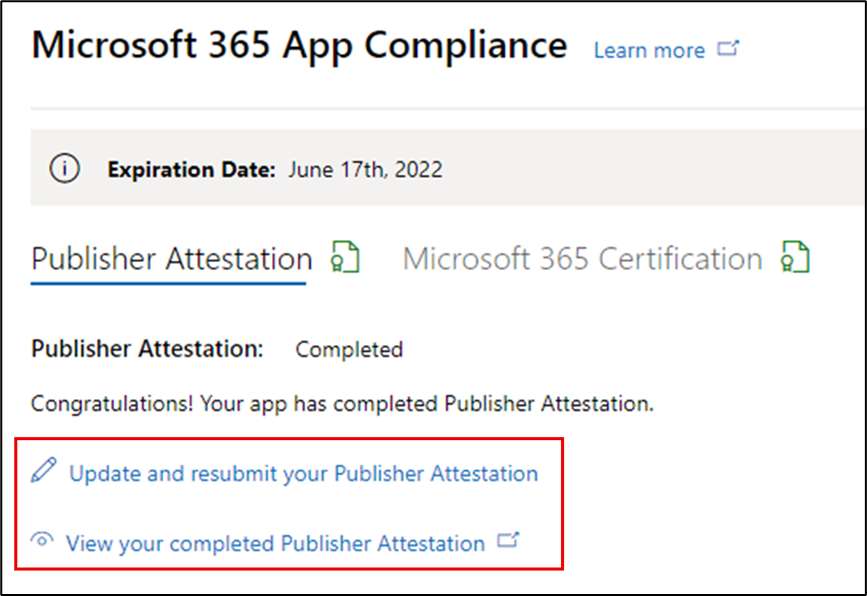 Microsoft 365 App Compliance Learn more
Expiration Date: June 17th, 2022
Publisher Attestation Microsoft 365 Certification
Publisher Attestation: Completed
Congratulations! Your app has completed Publisher Attestation.
Update and resubmit your Publisher Attestation
View your completed Publisher Attestation